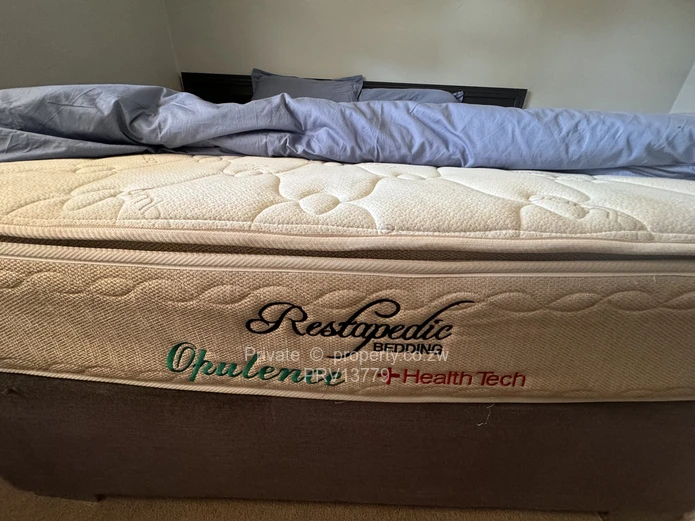 Restapedic
BEDDING
Private © property.co.zw
Opulence +Health Tech
PRV13779